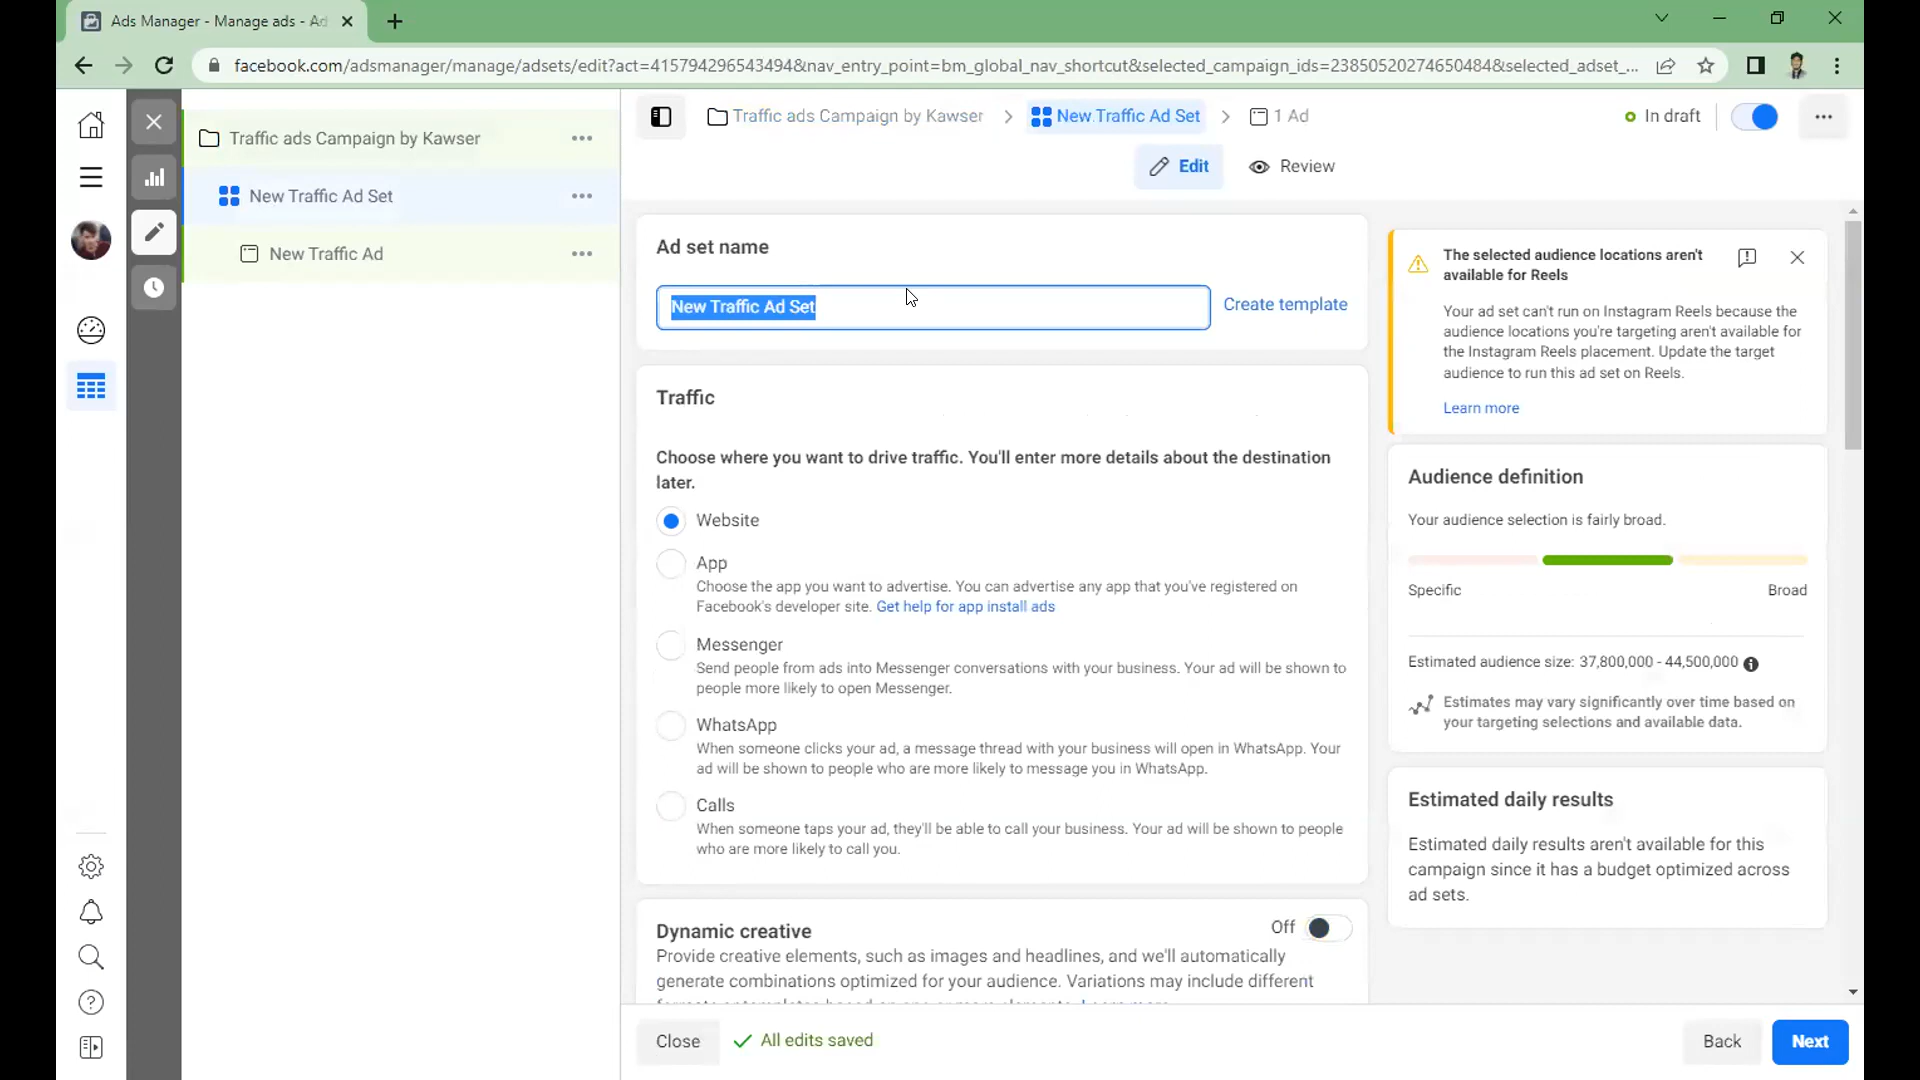 Ads Manager - Manage ads - Ad
facebook.com/adsmanager/manage/adsets/edit?act=415794296543494&nav_entry_point=bm_global_nav_shortcut&selected_campaign_ids=23850520274650484&selected_adset_...
Traffic ads Campaign by Kawser
New Traffic Ad Set
New Traffic Ad
Traffic ads Campaign by Kawser > New Traffic Ad Set > 1 Ad
In draft
Edit
Review
Ad set name
New Traffic Ad Set
Create template
Traffic
Choose where you want to drive traffic. You'll enter more details about the destination
later.
Website
App
Choose the app you want to advertise. You can advertise any app that you've registered on
Facebook's developer site. Get help for app install ads
Messenger
Send people from ads into Messenger conversations with your business. Your ad will be shown to
people more likely to open Messenger.
WhatsApp
When someone clicks your ad, a message thread with your business will open in WhatsApp. Your
ad will be shown to people who are more likely to message you in WhatsApp.
Calls
When someone taps your ad, they'll be able to call your business. Your ad will be shown to people
who are more likely to call you.
Dynamic creative
Off
Provide creative elements, such as images and headlines, and we'll automatically
generate combinations optimized for your audience. Variations may include different
The selected audience locations aren't
available for Reels
Your ad set can't run on Instagram Reels because the
audience locations you're targeting aren't available for
the Instagram Reels placement. Update the target
audience to run this ad set on Reels.
Learn more
Audience definition
Your audience selection is fairly broad.
Specific
Broad
Estimated audience size: 37,800,000 - 44,500,000
Estimates may vary significantly over time based on
your targeting selections and available data.
Estimated daily results
Estimated daily results aren't available for this
campaign since it has a budget optimized across
ad sets.
Close
All edits saved
Back
Next